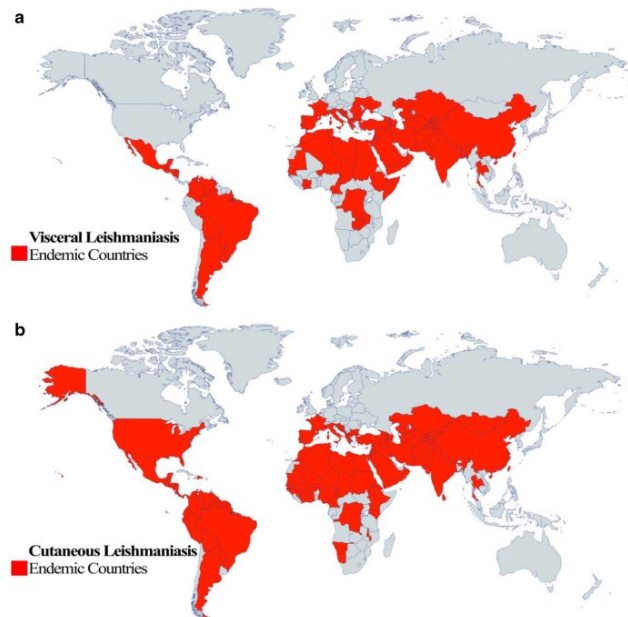 a
Visceral Leishmaniasis
Endemic Countries
b
Cutaneous Leishmaniasis
Endemic Countries